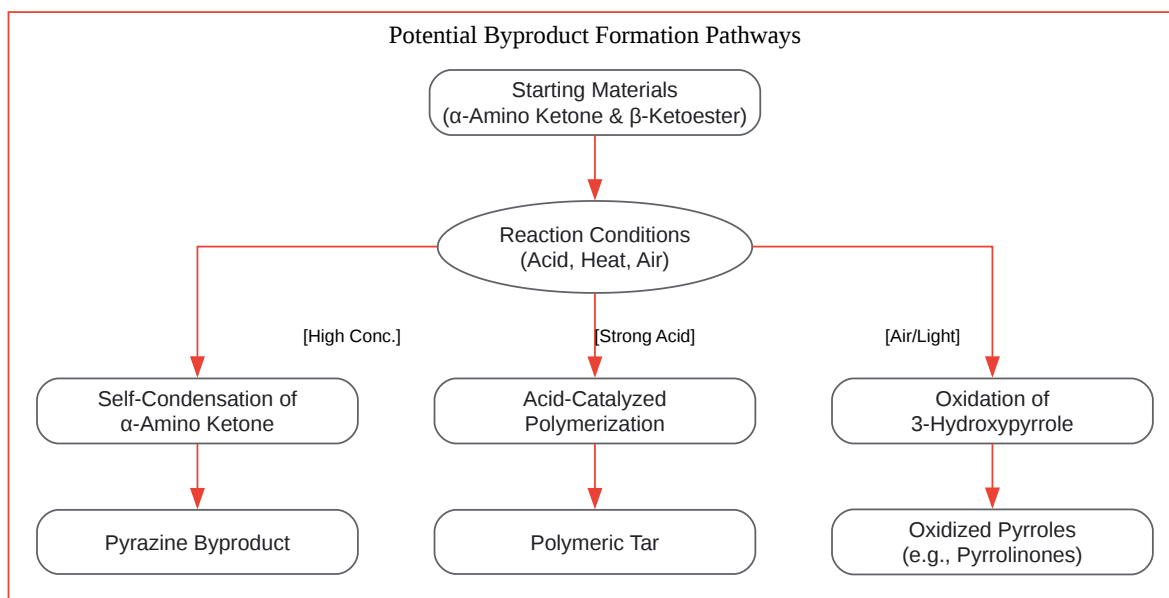 Potential Byproduct Formation Pathways
Starting Materials
(α-Amino Ketone & β-Ketoester)
Reaction Conditions
(Acid, Heat, Air)
[High Conc.]
[Strong Acid]
[Air/Light]
Self-Condensation of
α-Amino Ketone
Acid-Catalyzed
Polymerization
Oxidation of
3-Hydroxypyrrole
Pyrazine Byproduct
Polymeric Tar
Oxidized Pyrroles
(e.g., Pyrrolinones)